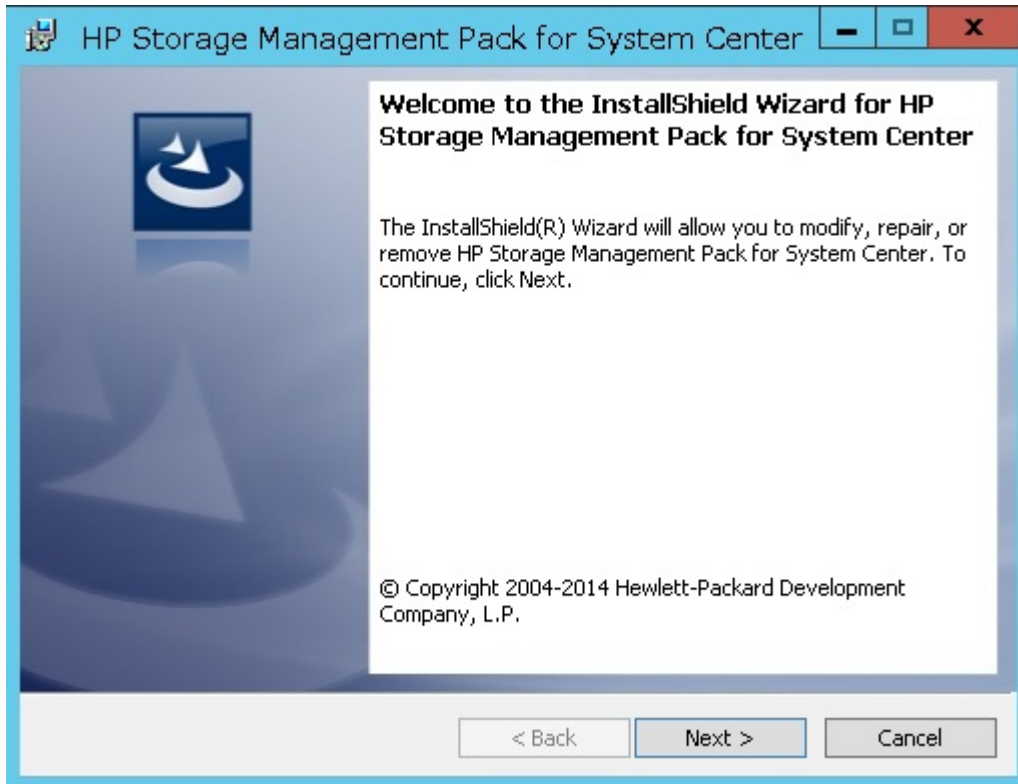 HP Storage Management Pack for System Center
Welcome to the InstallShield Wizard for HP
Storage Management Pack for System Center
The InstallShield(R) Wizard will allow you to modify, repair, or
remove HP Storage Management Pack for System Center. To
continue, click Next.
© Copyright 2004-2014 Hewlett-Packard Development
Company, L.P.
< Back
Next >
Cancel